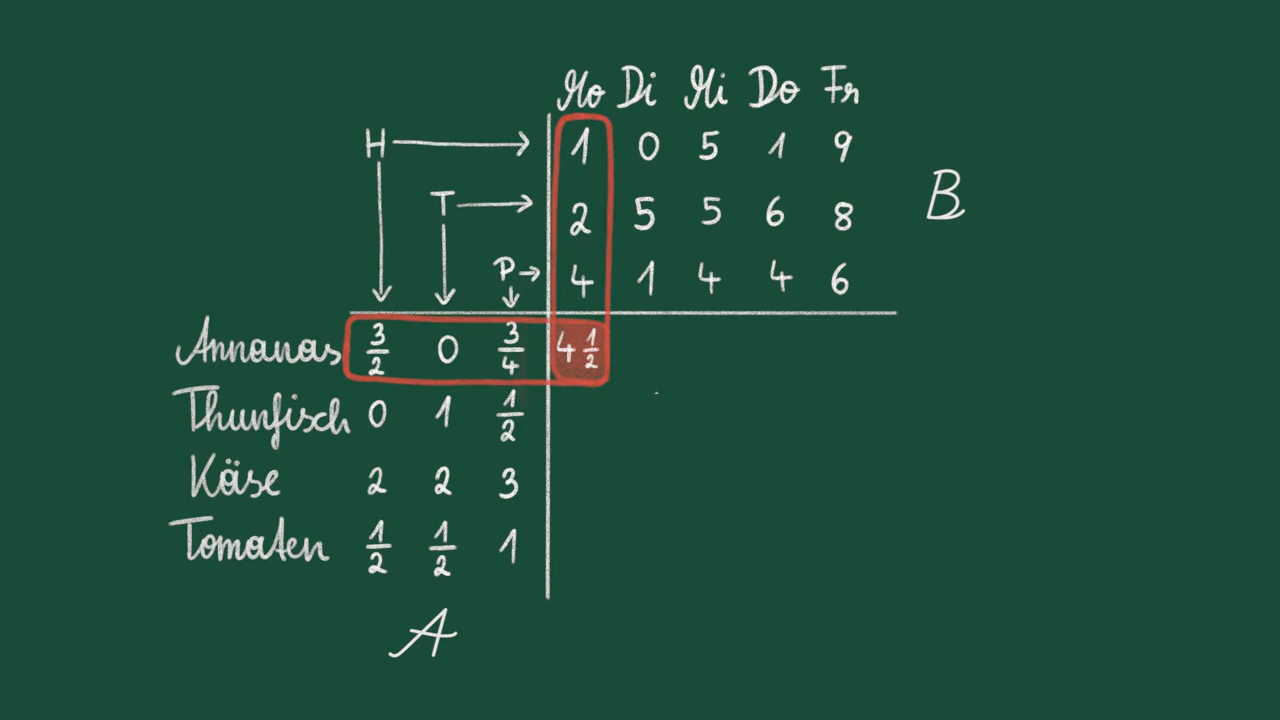 Mo Di Mi Do Fr
H → 1 0 5 1 9
T → 2 5 5 6 8 B
P → 4 1 4 4 6
Annanas 3/2 0 3/4 4 1/2
Thunfisch 0 1 1/2
Käse 2 2 3
Tomaten 1/2 1/2 1
A